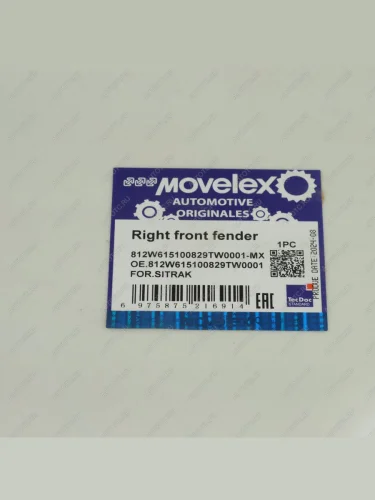 MOVELEX
AUTOMOTIVE
ORIGINALES
Right front fender
1PC
812W615100829TW0001-MX
OE.812W615100829TW0001
FOR.SITRAK
6 975875 216914
EAC
TecDoc
STANDARD
DATE 2024-08